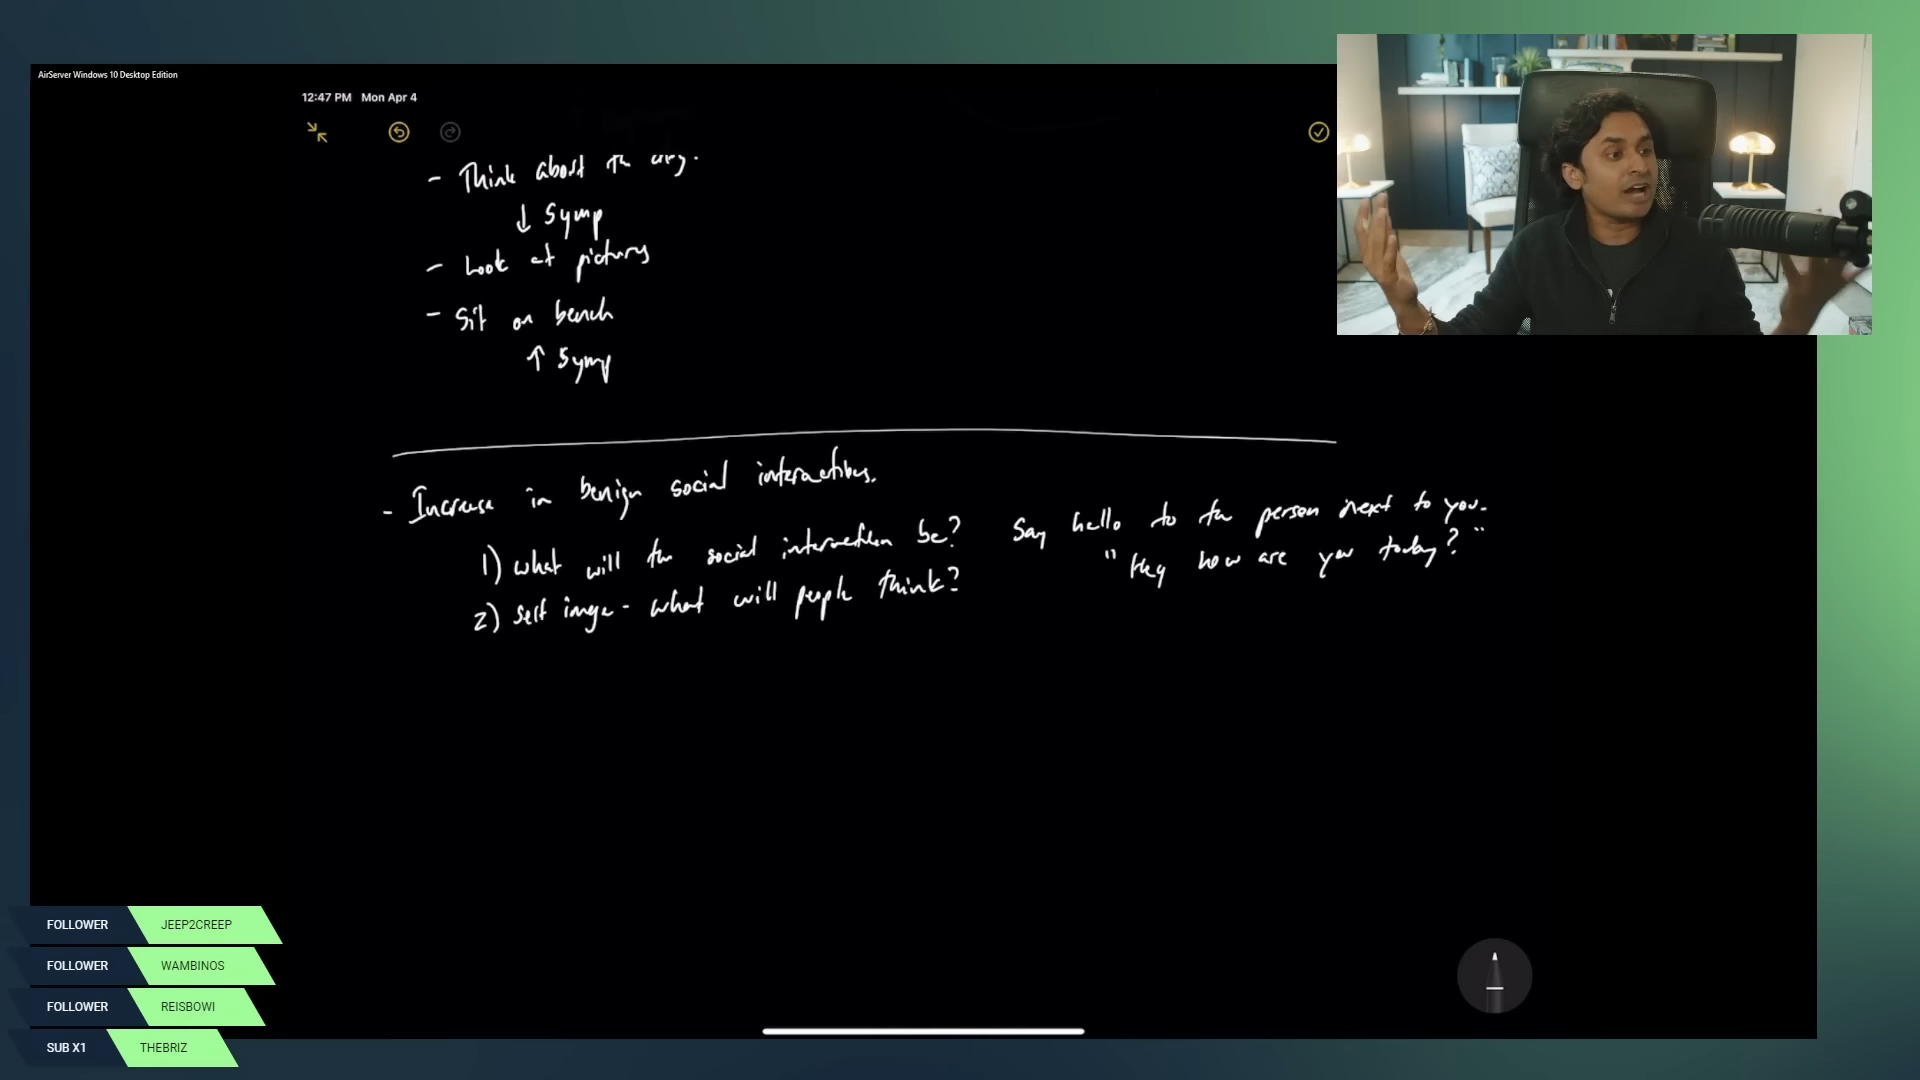 AirServer Windows 10 Desktop Edition
12:47 PM Mon Apr 4
- Think about the
↓ Symp
- Look at pictures
- Sit on bench
↑ Symp
- Increase in benign social interactions.
1) what will the social interaction be? Say hello to the person next to you.
"Hey how are you today?"
2) self image - what will people think?
FOLLOWER JEEP2CREEP
FOLLOWER WAMBINOS
FOLLOWER REISBOWI
SUB X1 THEBRIZ